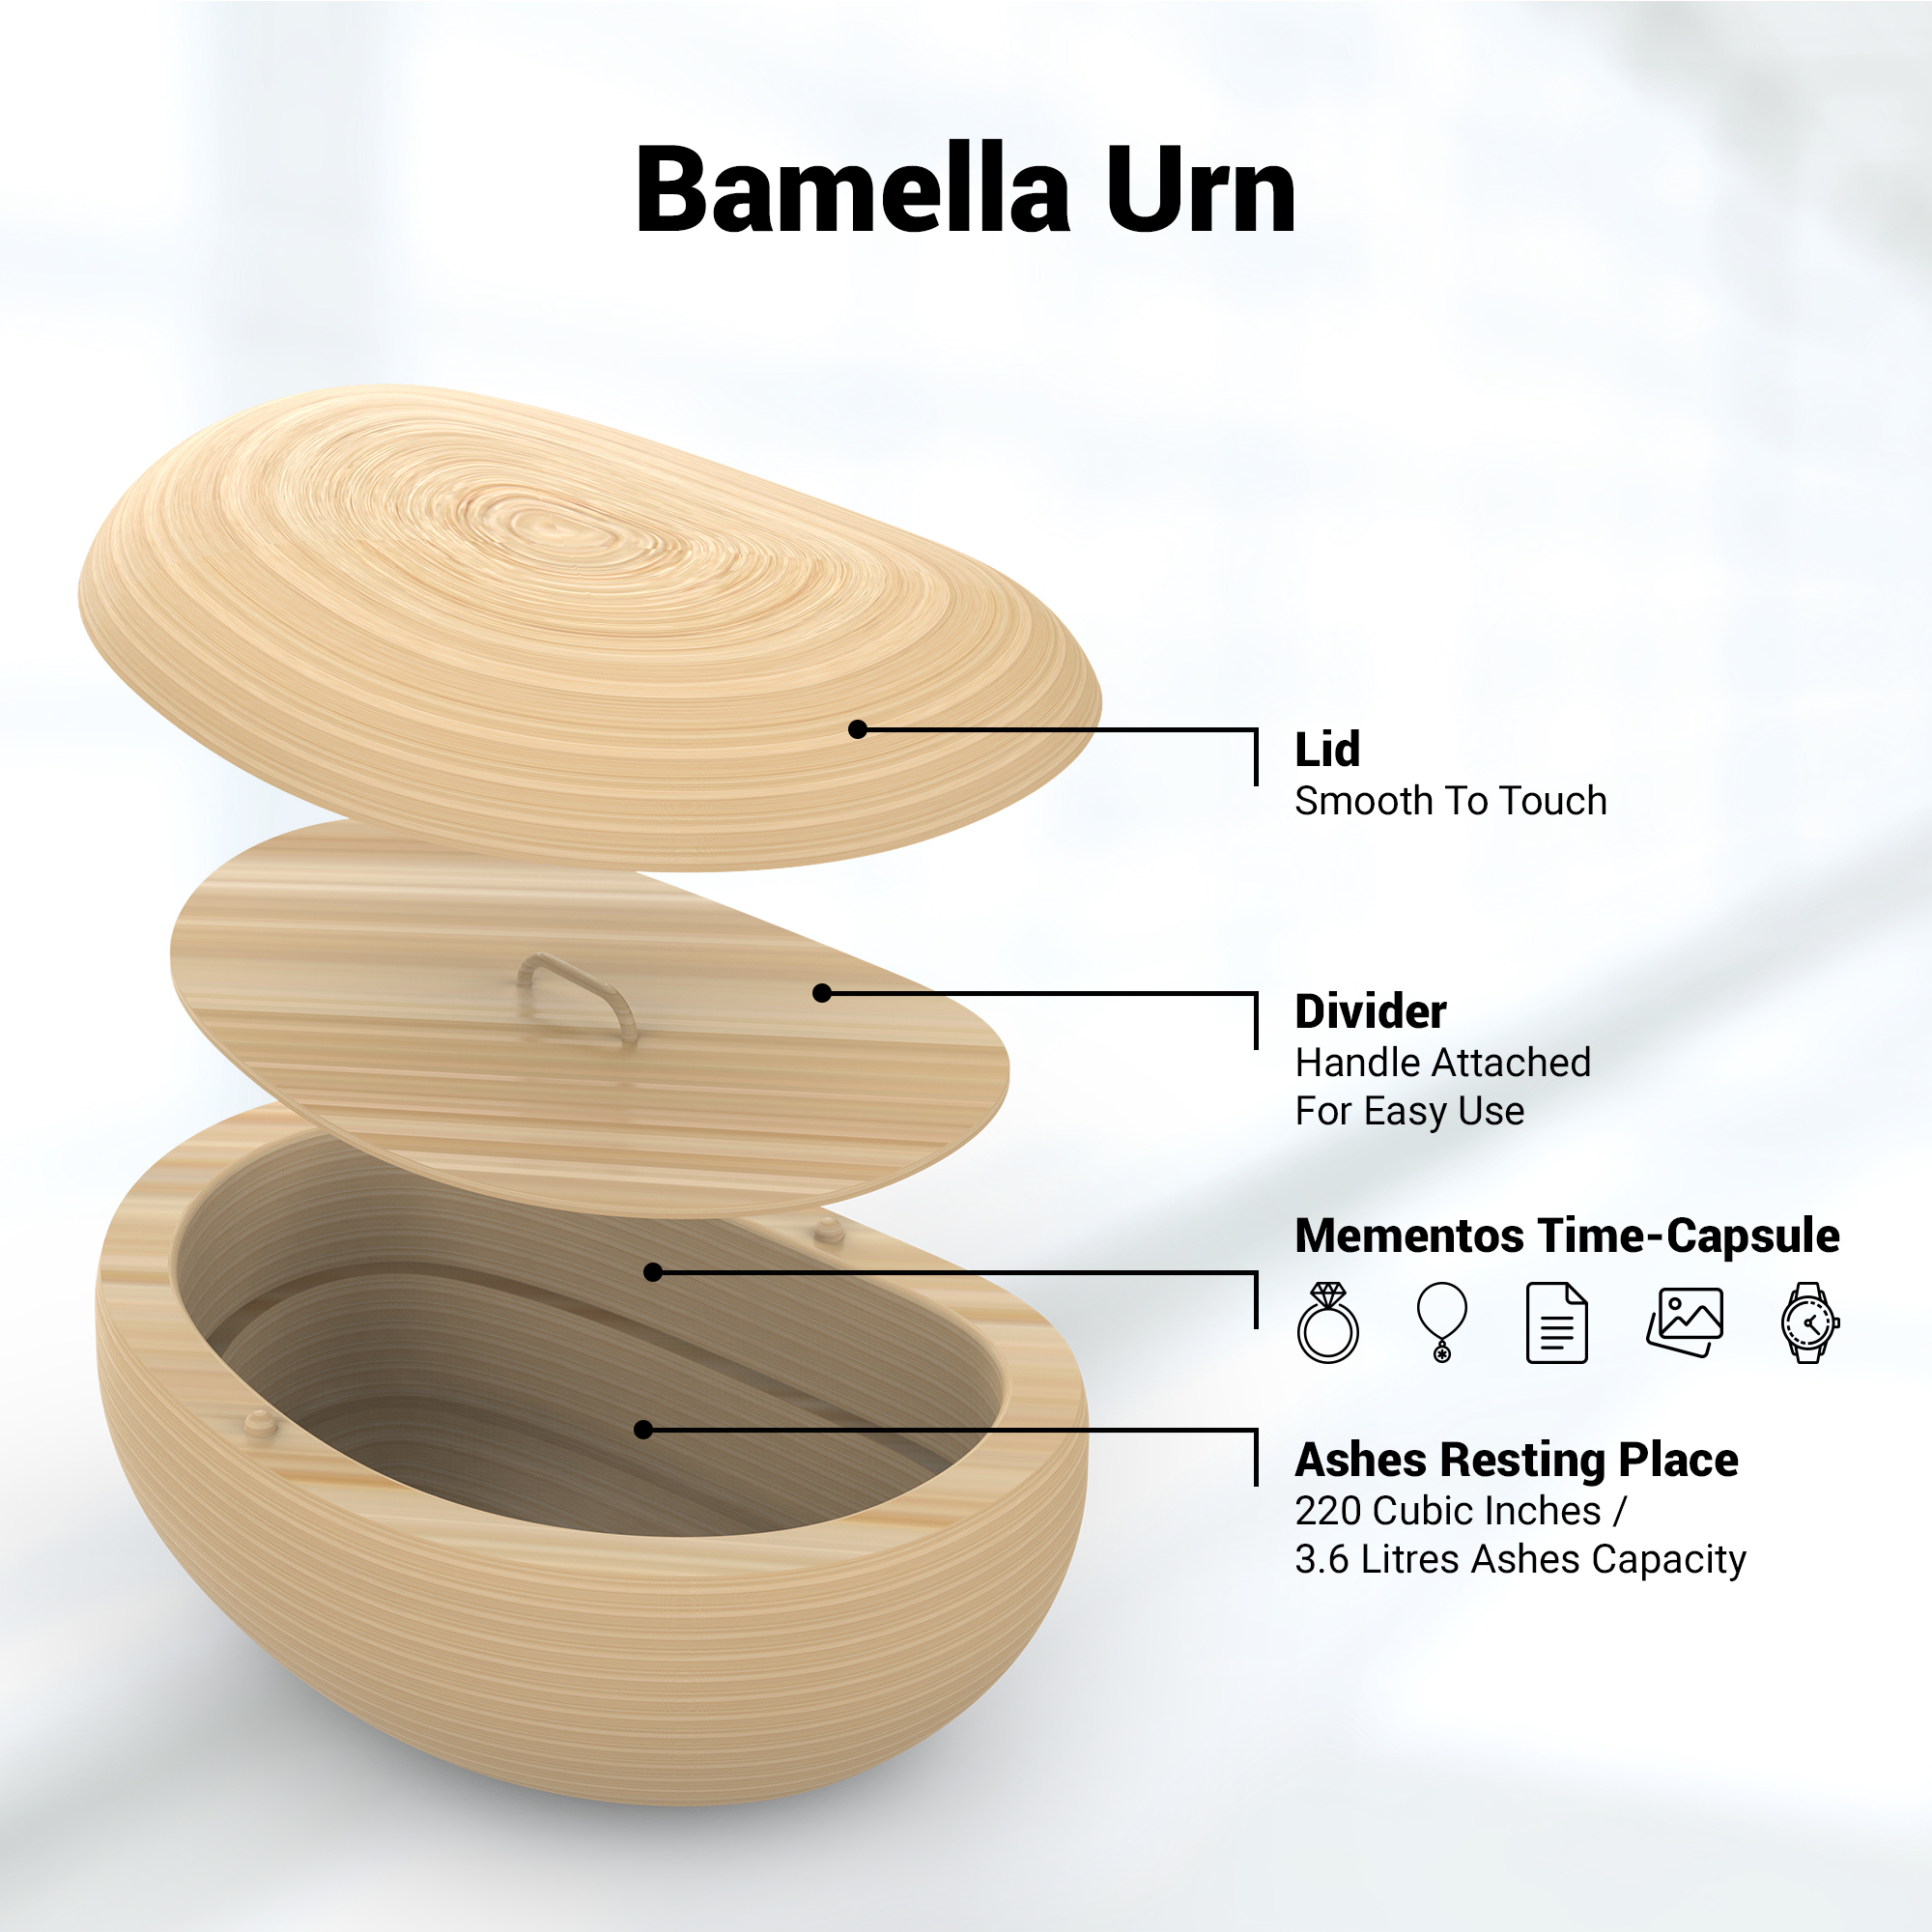 Bamella Urn
Lid
Smooth To Touch
Divider
Handle Attached
For Easy Use
Mementos Time-Capsule
Ashes Resting Place
220 Cubic Inches /
3.6 Litres Ashes Capacity